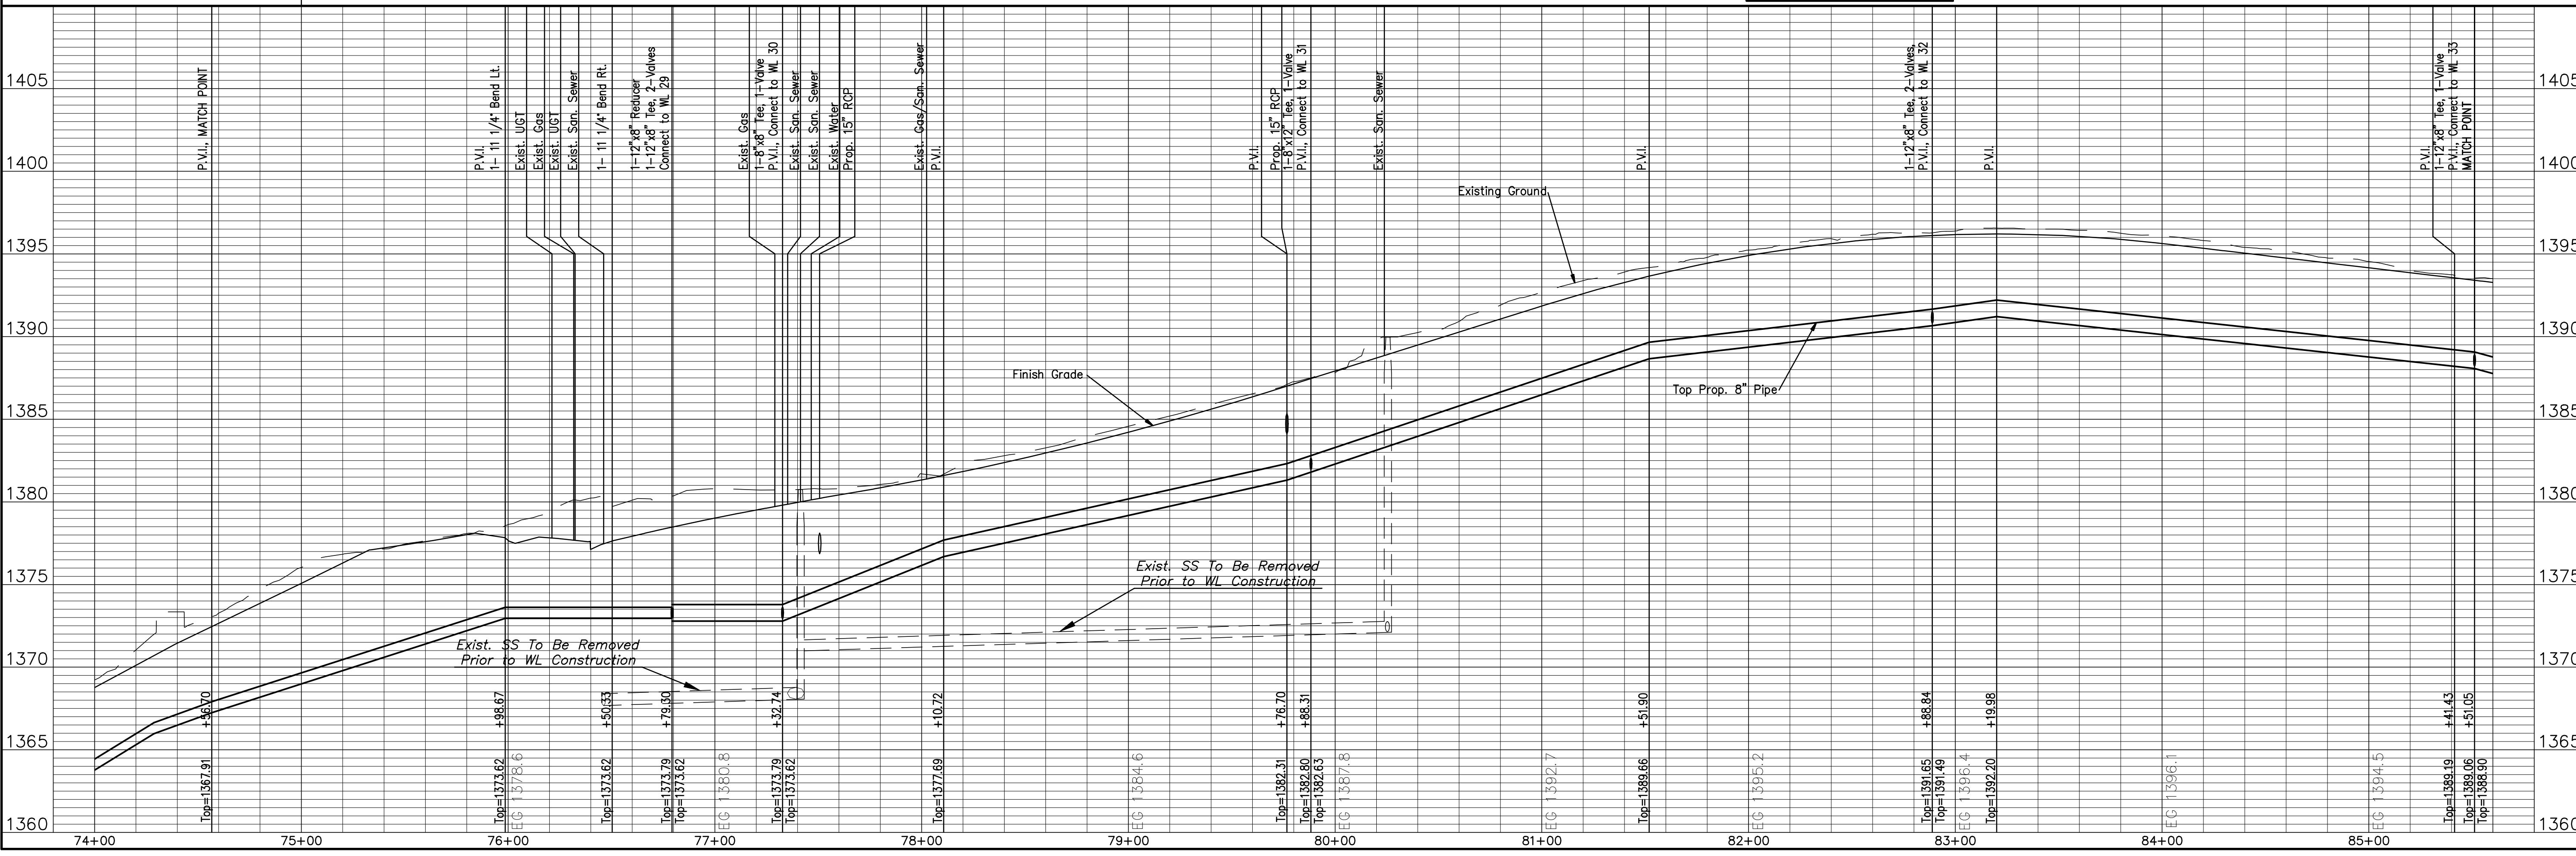 1405
1400
1395
1390
1385
1380
1375
1370
1365
1360
P.V.I., MATCH POINT
P.V.I.
1- 11 1/4° Bend Lt.
Exist. UGT
Exist. Gas
Exist. UGT
Exist. San. Sewer
1- 11 1/4° Bend Rt.
1-12"x8" Reducer
1-12"x8" Tee, 2-Valves
Connect to WL 29
Exist. Gas
1-8"x8" Tee, 1-Valve
P.V.I., Connect to WL 30
Exist. San. Sewer
Exist. San. Sewer
Exist. Water
Prop. 15" RCP
Exist. Gas/San. Sewer
P.V.I.
P.V.I.
Prop. 15" RCP
1-8"x12" Tee, 1-Valve
P.V.I., Connect to WL 31
Exist. San. Sewer
P.V.I.
1-12"x8" Tee, 2-Valves,
P.V.I., Connect to WL 32
P.V.I.
P.V.I.
1-12"x8" Tee, 1-Valve
P.V.I., Connect to WL 33
MATCH POINT
1405
1400
1395
1390
1385
1380
1375
1370
1365
1360
Existing Ground
Finish Grade
Top Prop. 8" Pipe
Exist. SS To Be Removed
Prior to WL Construction
Exist. SS To Be Removed
Prior to WL Construction
+56.70
+98.67
+50.33
+79.30
+32.74
+10.72
+76.70
+88.31
+51.90
+88.84
+19.98
+41.43
+51.05
Top=1367.91
Top=1373.62
EG 1378.6
Top=1373.62
Top=1373.79
Top=1373.62
EG 1380.8
Top=1373.79
Top=1373.62
Top=1377.69
EG 1384.6
Top=1382.31
Top=1382.80
Top=1382.63
EG 1387.8
EG 1392.7
Top=1389.66
EG 1395.2
Top=1391.65
Top=1391.49
EG 1396.4
Top=1392.20
EG 1396.1
EG 1394.5
Top=1389.19
Top=1389.06
Top=1388.90
74+00
75+00
76+00
77+00
78+00
79+00
80+00
81+00
82+00
83+00
84+00
85+00